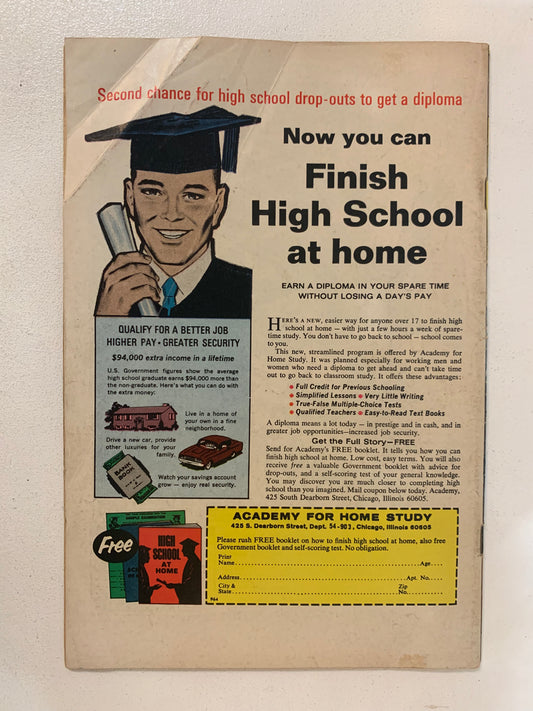 Second chance for high school drop-outs to get a diploma
Now you can
Finish
High School
at home
EARN A DIPLOMA IN YOUR SPARE TIME
WITHOUT LOSING A DAY'S PAY
QUALIFY FOR A BETTER JOB
HIGHER PAY · GREATER SECURITY
$94,000 extra income in a lifetime
U.S. Government figures show the average
high school graduate earns $94,000 more than
the non-graduate. Here's what you can do with
the extra money:
Live in a home of
your own in a fine
neighborhood.
Drive a new car, provide
other luxuries for your
family.
BANK
BOOK
Watch your savings account
grow — enjoy real security.
HERE'S A NEW, easier way for anyone over 17 to finish high
school at home — with just a few hours a week of spare-
time study. You don't have to go back to school — school comes
to you.
This new, streamlined program is offered by Academy for
Home Study. It was planned especially for working men and
women who need a diploma to get ahead and can't take time
out to go back to classroom study. It offers these advantages:
• Full Credit for Previous Schooling
• Simplified Lessons • Very Little Writing
• True-False Multiple-Choice Tests
• Qualified Teachers • Easy-to-Read Text Books
A diploma means a lot today — in prestige and in cash, and in
greater job opportunities—increased job security.
Get the Full Story—FREE
Send for Academy's FREE booklet. It tells you how you can
finish high school at home. Low cost, easy terms. You will also
receive free a valuable Government booklet with advice for
drop-outs, and a self-scoring test of your general knowledge.
You may discover you are much closer to completing high
school than you imagined. Mail coupon below today. Academy,
425 South Dearborn Street, Chicago, Illinois 60605.
Free
SAMPLE EXAMINATION
HIGH
SCHOOL
AT
HOME
ACADEMY FOR HOME STUDY
425 S. Dearborn Street, Dept. 34-903, Chicago, Illinois 60605
Please rush FREE booklet on how to finish high school at home, also free
Government booklet and self-scoring test. No obligation.
Print
Name Age
Address Apt. No.
City & Zip
State No.
964